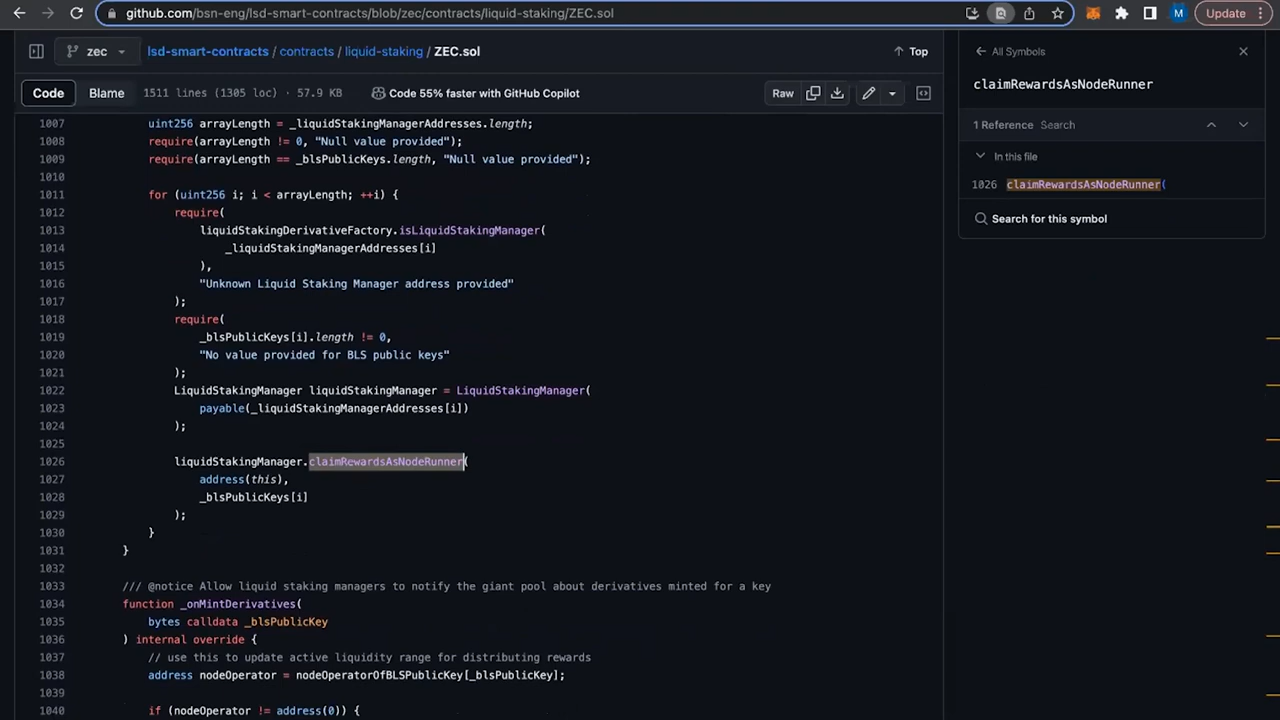 github.com/bsn-eng/lsd-smart-contracts/blob/zec/contracts/liquid-staking/ZEC.sol
M
Update
zec
lsd-smart-contracts / contracts / liquid-staking / ZEC.sol
Top
All Symbols
claimRewardsAsNodeRunner
Code
Blame
1511 lines (1305 loc) · 57.9 KB
Code 55% faster with GitHub Copilot
Raw
1 Reference Search
In this file
1026 claimRewardsAsNodeRunner(
Search for this symbol
1007 uint256 arrayLength = _liquidStakingManagerAddresses.length;
1008 require(arrayLength != 0, "Null value provided");
1009 require(arrayLength == _blsPublicKeys.length, "Null value provided");
1010
1011 for (uint256 i; i < arrayLength; ++i) {
1012 require(
1013 liquidStakingDerivativeFactory.isLiquidStakingManager(
1014 _liquidStakingManagerAddresses[i]
1015 ),
1016 "Unknown Liquid Staking Manager address provided"
1017 );
1018 require(
1019 _blsPublicKeys[i].length != 0,
1020 "No value provided for BLS public keys"
1021 );
1022 LiquidStakingManager liquidStakingManager = LiquidStakingManager(
1023 payable(_liquidStakingManagerAddresses[i])
1024 );
1025
1026 liquidStakingManager.claimRewardsAsNodeRunner(
1027 address(this),
1028 _blsPublicKeys[i]
1029 );
1030 }
1031 }
1032
1033 /// @notice Allow liquid staking managers to notify the giant pool about derivatives minted for a key
1034 function _onMintDerivatives(
1035 bytes calldata _blsPublicKey
1036 ) internal override {
1037 // use this to update active liquidity range for distributing rewards
1038 address nodeOperator = nodeOperatorOfBLSPublicKey[_blsPublicKey];
1039
1040 if (nodeOperator != address(0)) {